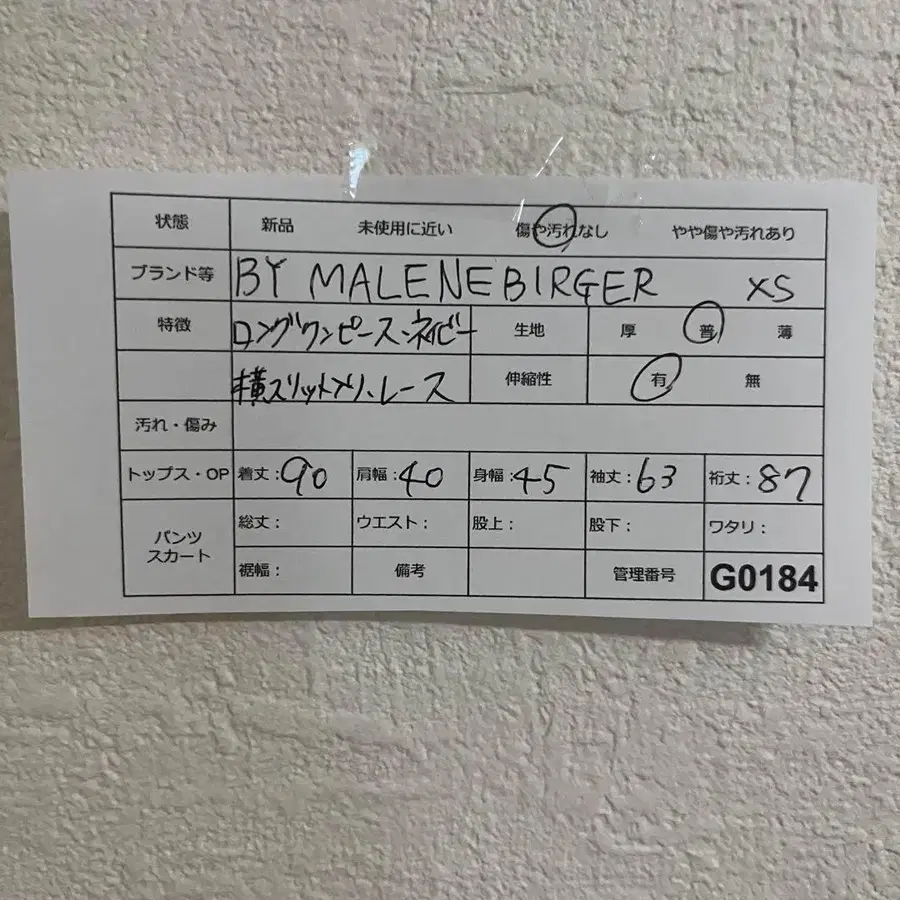 状態 新品 未使用に近い 傷や汚れなし やや傷や汚れあり
ブランド等 BY MALENEBIRGER XS
特徴 ロングワンピース・ネイビー 生地 厚 普 薄
横スリットメリ、レース 伸縮性 有 無
汚れ・傷み
トップス・OP 着丈:90 肩幅:40 身幅:45 袖丈:63 裄丈:87
パンツ
スカート
総丈: ウエスト: 股上: 股下: ワタリ:
裾幅: 備考 管理番号 G0184